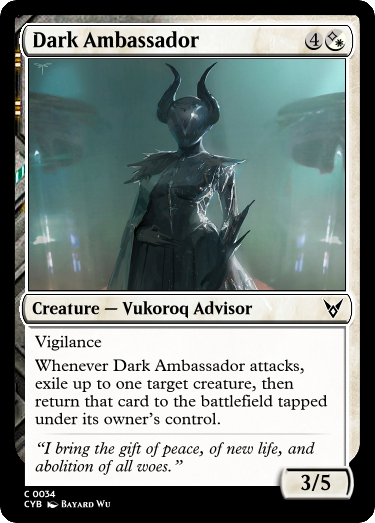 Dark Ambassador 4
Creature — Vukoroq Advisor
Vigilance
Whenever Dark Ambassador attacks,
exile up to one target creature, then
return that card to the battlefield tapped
under its owner's control.
“I bring the gift of peace, of new life, and
abolition of all woes.”
3/5
C 0034
CYB Bayard Wu